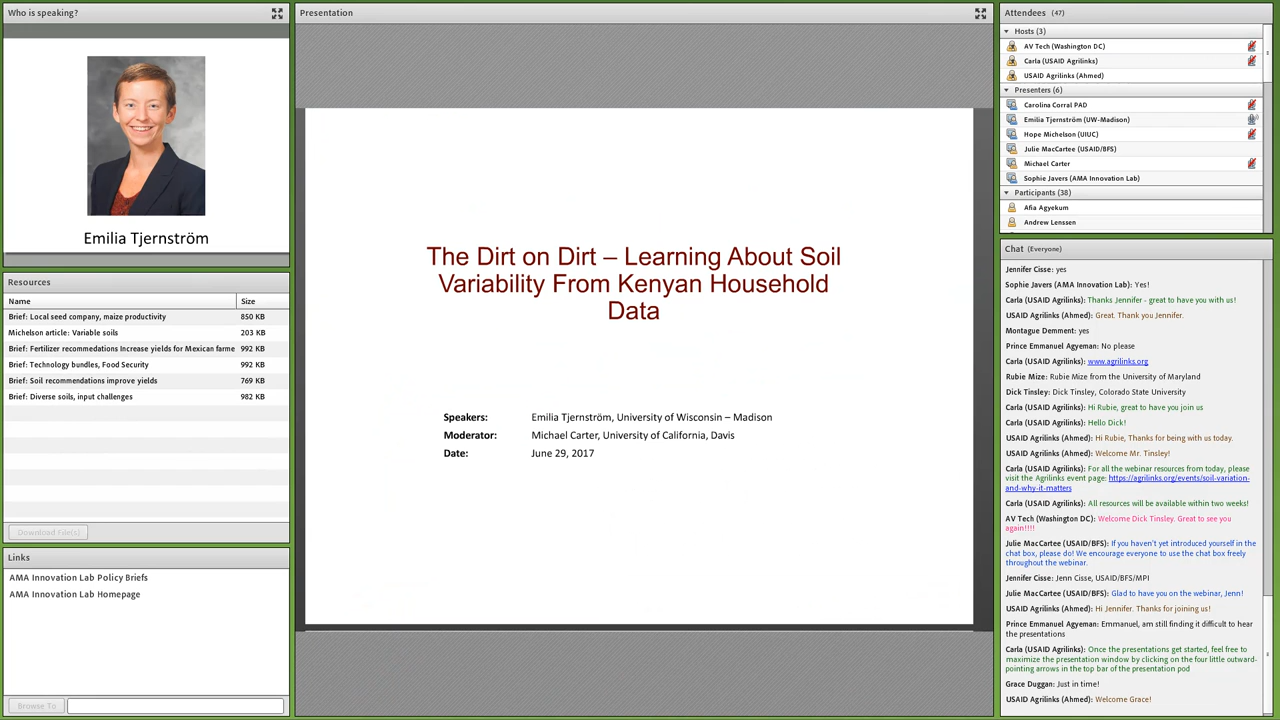 Who is speaking?
Emilia Tjernström
Resources
Name Size
Brief: Local seed company, maize productivity 850 KB
Michelson article: Variable soils 203 KB
Brief: Fertilizer recommedations Increase yields for Mexican farme 992 KB
Brief: Technology bundles, Food Security 992 KB
Brief: Soil recommendations improve yields 769 KB
Brief: Diverse soils, input challenges 982 KB
Download File(s)
Links
AMA Innovation Lab Policy Briefs
AMA Innovation Lab Homepage
Browse To
Presentation
The Dirt on Dirt – Learning About Soil
Variability From Kenyan Household
Data
Speakers: Emilia Tjernström, University of Wisconsin – Madison
Moderator: Michael Carter, University of California, Davis
Date: June 29, 2017
Attendees (47)
Hosts (3)
AV Tech (Washington DC)
Carla (USAID Agrilinks)
USAID Agrilinks (Ahmed)
Presenters (6)
Carolina Corral PAD
Emilia Tjernström (UW-Madison)
Hope Michelson (UIUC)
Julie MacCartee (USAID/BFS)
Michael Carter
Sophie Javers (AMA Innovation Lab)
Participants (38)
Afia Agyekum
Andrew Lenssen
Chat (Everyone)
Jennifer Cisse: yes
Sophie Javers (AMA Innovation Lab): Yes!
Carla (USAID Agrilinks): Thanks Jennifer - great to have you with us!
USAID Agrilinks (Ahmed): Great. Thank you Jennifer.
Montague Demment: yes
Prince Emmanuel Agyeman: No please
Carla (USAID Agrilinks): www.agrilinks.org
Rubie Mize: Rubie Mize from the University of Maryland
Dick Tinsley: Dick Tinsley, Colorado State University
Carla (USAID Agrilinks): Hi Rubie, great to have you join us
Carla (USAID Agrilinks): Hello Dick!
USAID Agrilinks (Ahmed): Hi Rubie, Thanks for being with us today.
USAID Agrilinks (Ahmed): Welcome Mr. Tinsley!
Carla (USAID Agrilinks): For all the webinar resources from today, please
visit the Agrilinks event page: https://agrilinks.org/events/soil-variation-
and-why-it-matters
Carla (USAID Agrilinks): All resources will be available within two weeks!
AV Tech (Washington DC): Welcome Dick Tinsley. Great to see you
again!!!!
Julie MacCartee (USAID/BFS): If you haven't yet introduced yourself in the
chat box, please do! We encourage everyone to use the chat box freely
throughout the webinar.
Jennifer Cisse: Jenn Cisse, USAID/BFS/MPI
Julie MacCartee (USAID/BFS): Glad to have you on the webinar, Jenn!
USAID Agrilinks (Ahmed): Hi Jennifer. Thanks for joining us!
Prince Emmanuel Agyeman: Emmanuel, am still finding it difficult to hear
the presentations
Carla (USAID Agrilinks): Once the presentations get started, feel free to
maximize the presentation window by clicking on the four little outward-
pointing arrows in the top bar of the presentation pod
Grace Duggan: Just in time!
USAID Agrilinks (Ahmed): Welcome Grace!